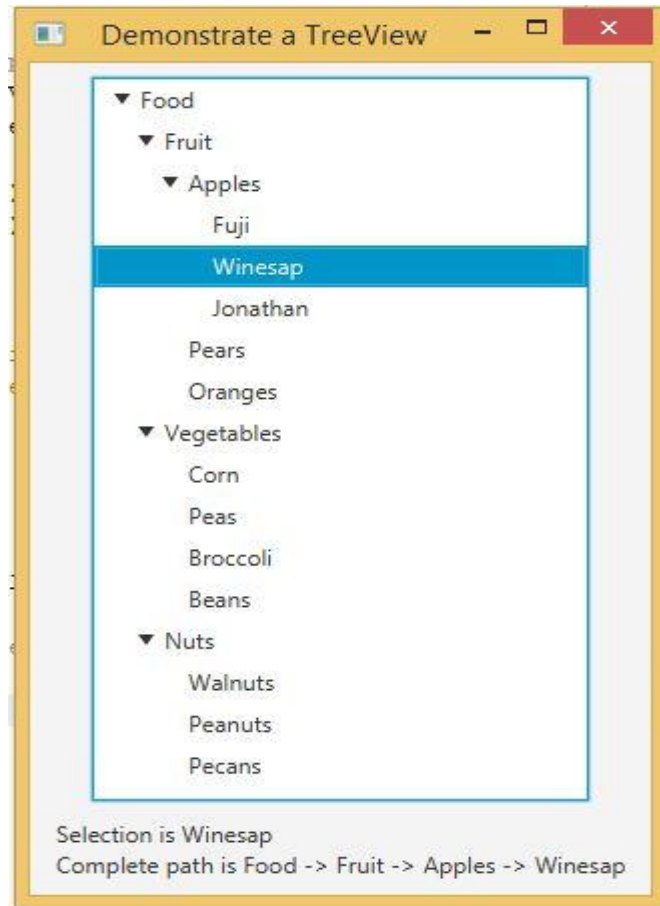 Demonstrate a TreeView
Food
Fruit
Apples
Fuji
Winesap
Jonathan
Pears
Oranges
Vegetables
Corn
Peas
Broccoli
Beans
Nuts
Walnuts
Peanuts
Pecans
Selection is Winesap
Complete path is Food -> Fruit -> Apples -> Winesap